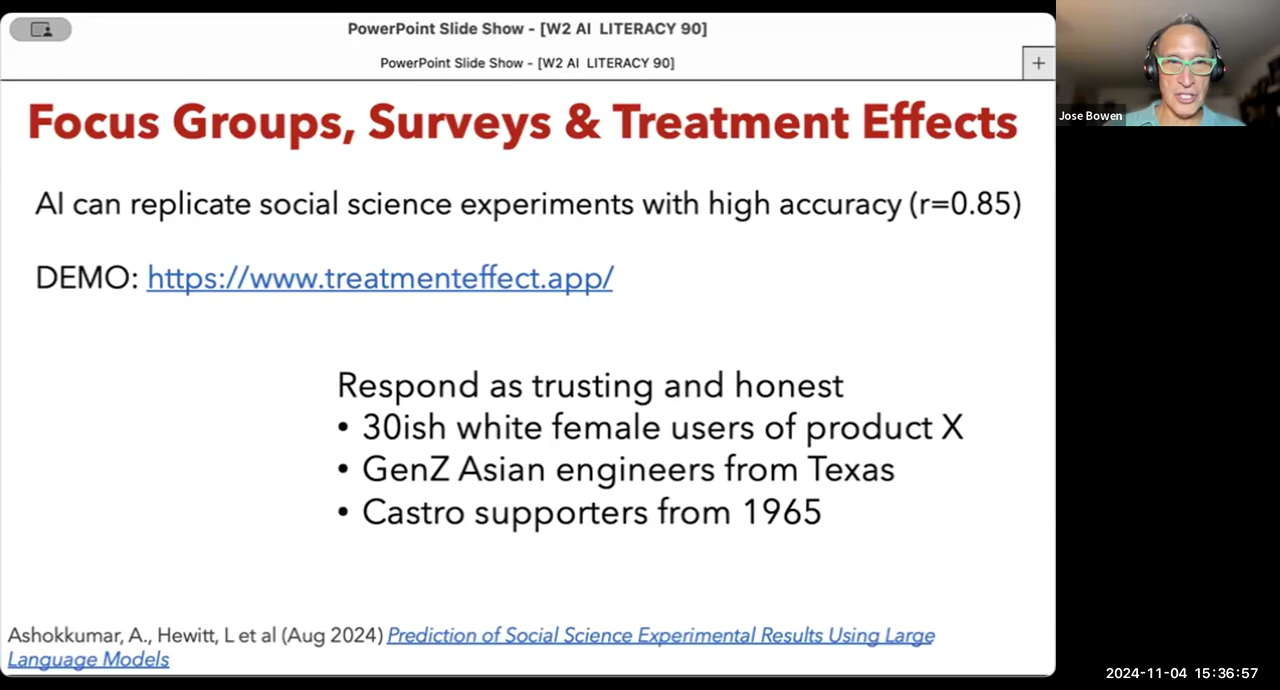 PowerPoint Slide Show - [W2 AI  LITERACY 90]
PowerPoint Slide Show - [W2 AI  LITERACY 90]
+
Focus Groups, Surveys & Treatment Effects
AI can replicate social science experiments with high accuracy (r=0.85)
DEMO: https://www.treatmenteffect.app/
Respond as trusting and honest
• 30ish white female users of product X
• GenZ Asian engineers from Texas
• Castro supporters from 1965
Ashokkumar, A., Hewitt, L et al (Aug 2024) Prediction of Social Science Experimental Results Using Large
Language Models
Jose Bowen
2024-11-04 15:36:57